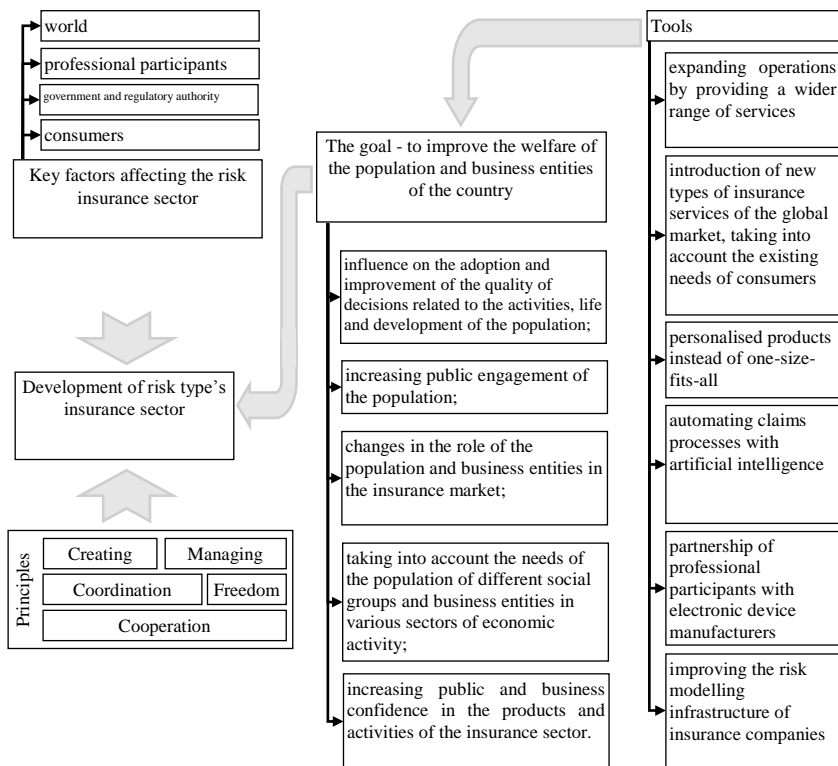 world
professional participants
government and regulatory authority
consumers
Key factors affecting the risk
insurance sector
Development of risk type's
insurance sector
Principles
Creating
Managing
Coordination
Freedom
Cooperation
The goal - to improve the welfare of
the population and business entities
of the country
influence on the adoption and
improvement of the quality of
decisions related to the activities, life
and development of the population;
increasing public engagement of
the population;
changes in the role of the
population and business entities in
the insurance market;
taking into account the needs of
the population of different social
groups and business entities in
various sectors of economic
activity;
increasing public and business
confidence in the products and
activities of the insurance sector.
Tools
expanding operations
by providing a wider
range of services
introduction of new
types of insurance
services of the global
market, taking into
account the existing
needs of consumers
personalised products
instead of one-size-
fits-all
automating claims
processes with
artificial intelligence
partnership of
professional
participants with
electronic device
manufacturers
improving the risk
modelling
infrastructure of
insurance companies